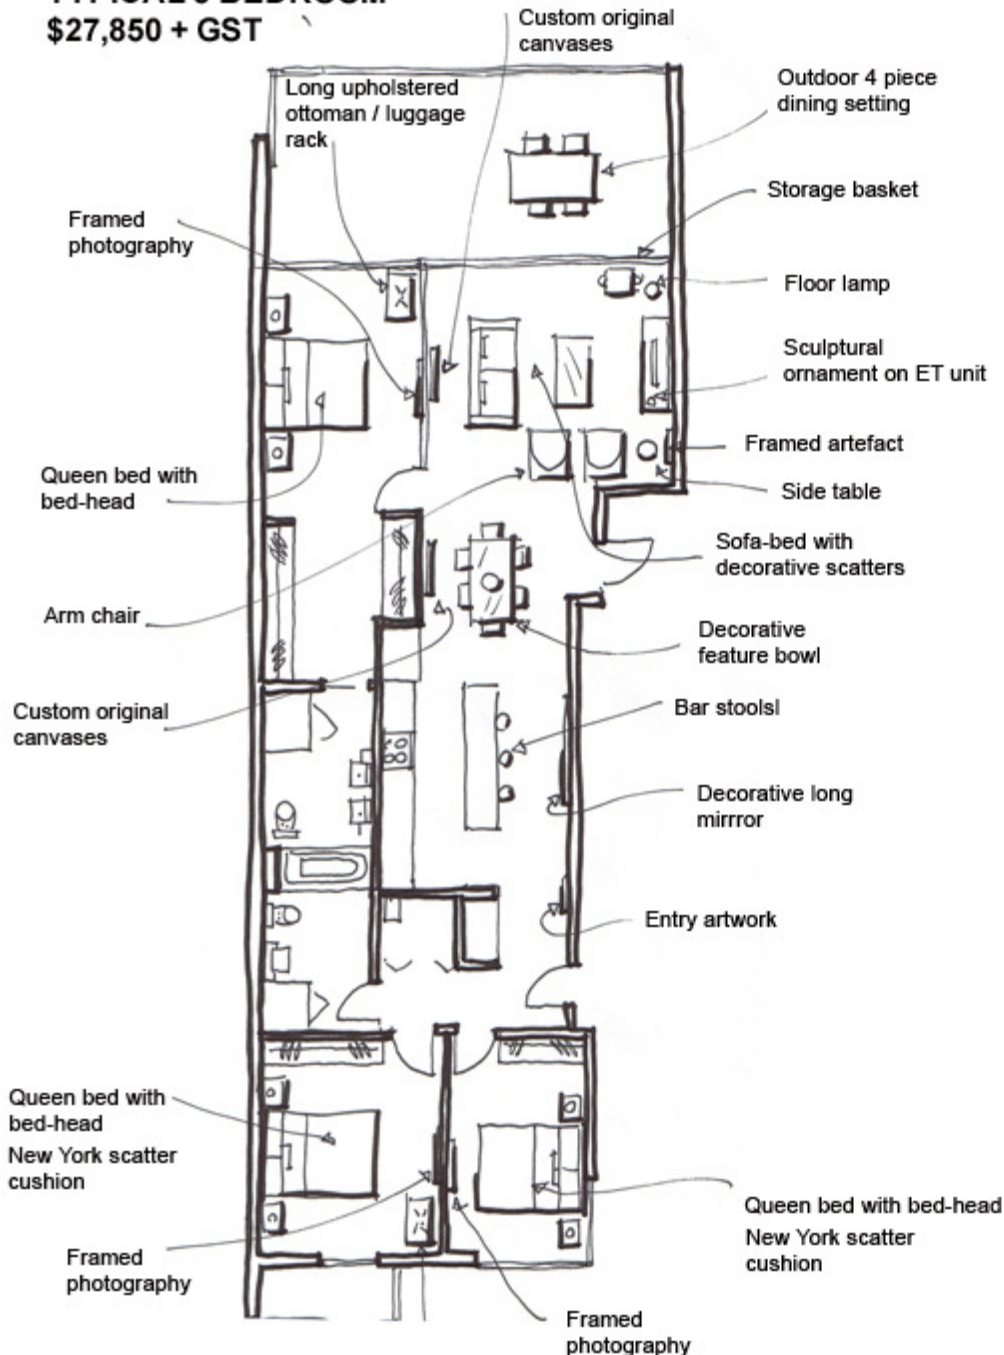 TYPICAL 3 BEDROOM
$27,850 + GST
Custom original
canvases
Long upholstered
ottoman / luggage
rack
Outdoor 4 piece
dining setting
Storage basket
Framed
photography
Floor lamp
Sculptural
ornament on ET unit
Framed artefact
Queen bed with
bed-head
Side table
Sofa-bed with
decorative scatters
Arm chair
Decorative
feature bowl
Custom original
canvases
Bar stoolsl
Decorative long
mirrror
Entry artwork
Queen bed with
bed-head
New York scatter
cushion
Queen bed with bed-head
New York scatter
cushion
Framed
photography
Framed
photography